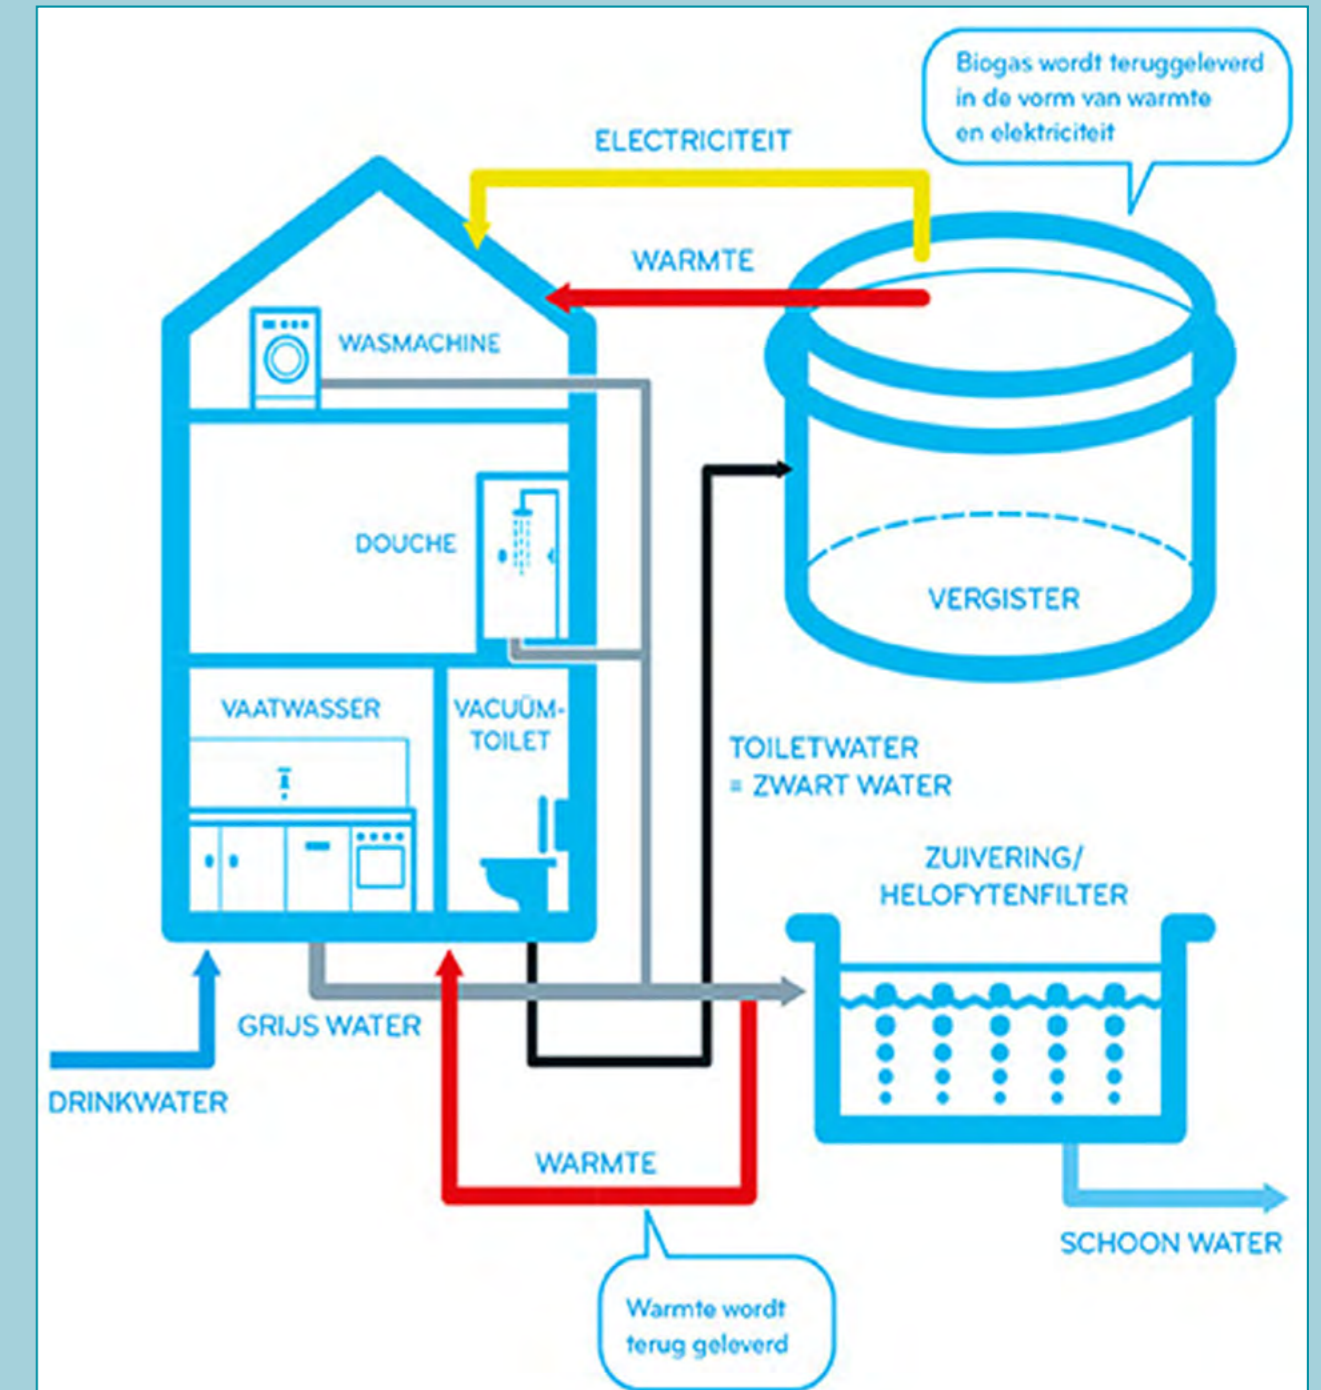 Biogas wordt teruggeleverd
in de vorm van warmte
en elektriciteit
ELECTRICITEIT
WARMTE
WASMACHINE
DOUCHE
VERGISTER
VAATWASSER
VACUÜM-
TOILET
TOILETWATER
= ZWART WATER
ZUIVERING/
HELOFYTENFILTER
GRIJS WATER
DRINKWATER
WARMTE
SCHOON WATER
Warmte wordt
terug geleverd